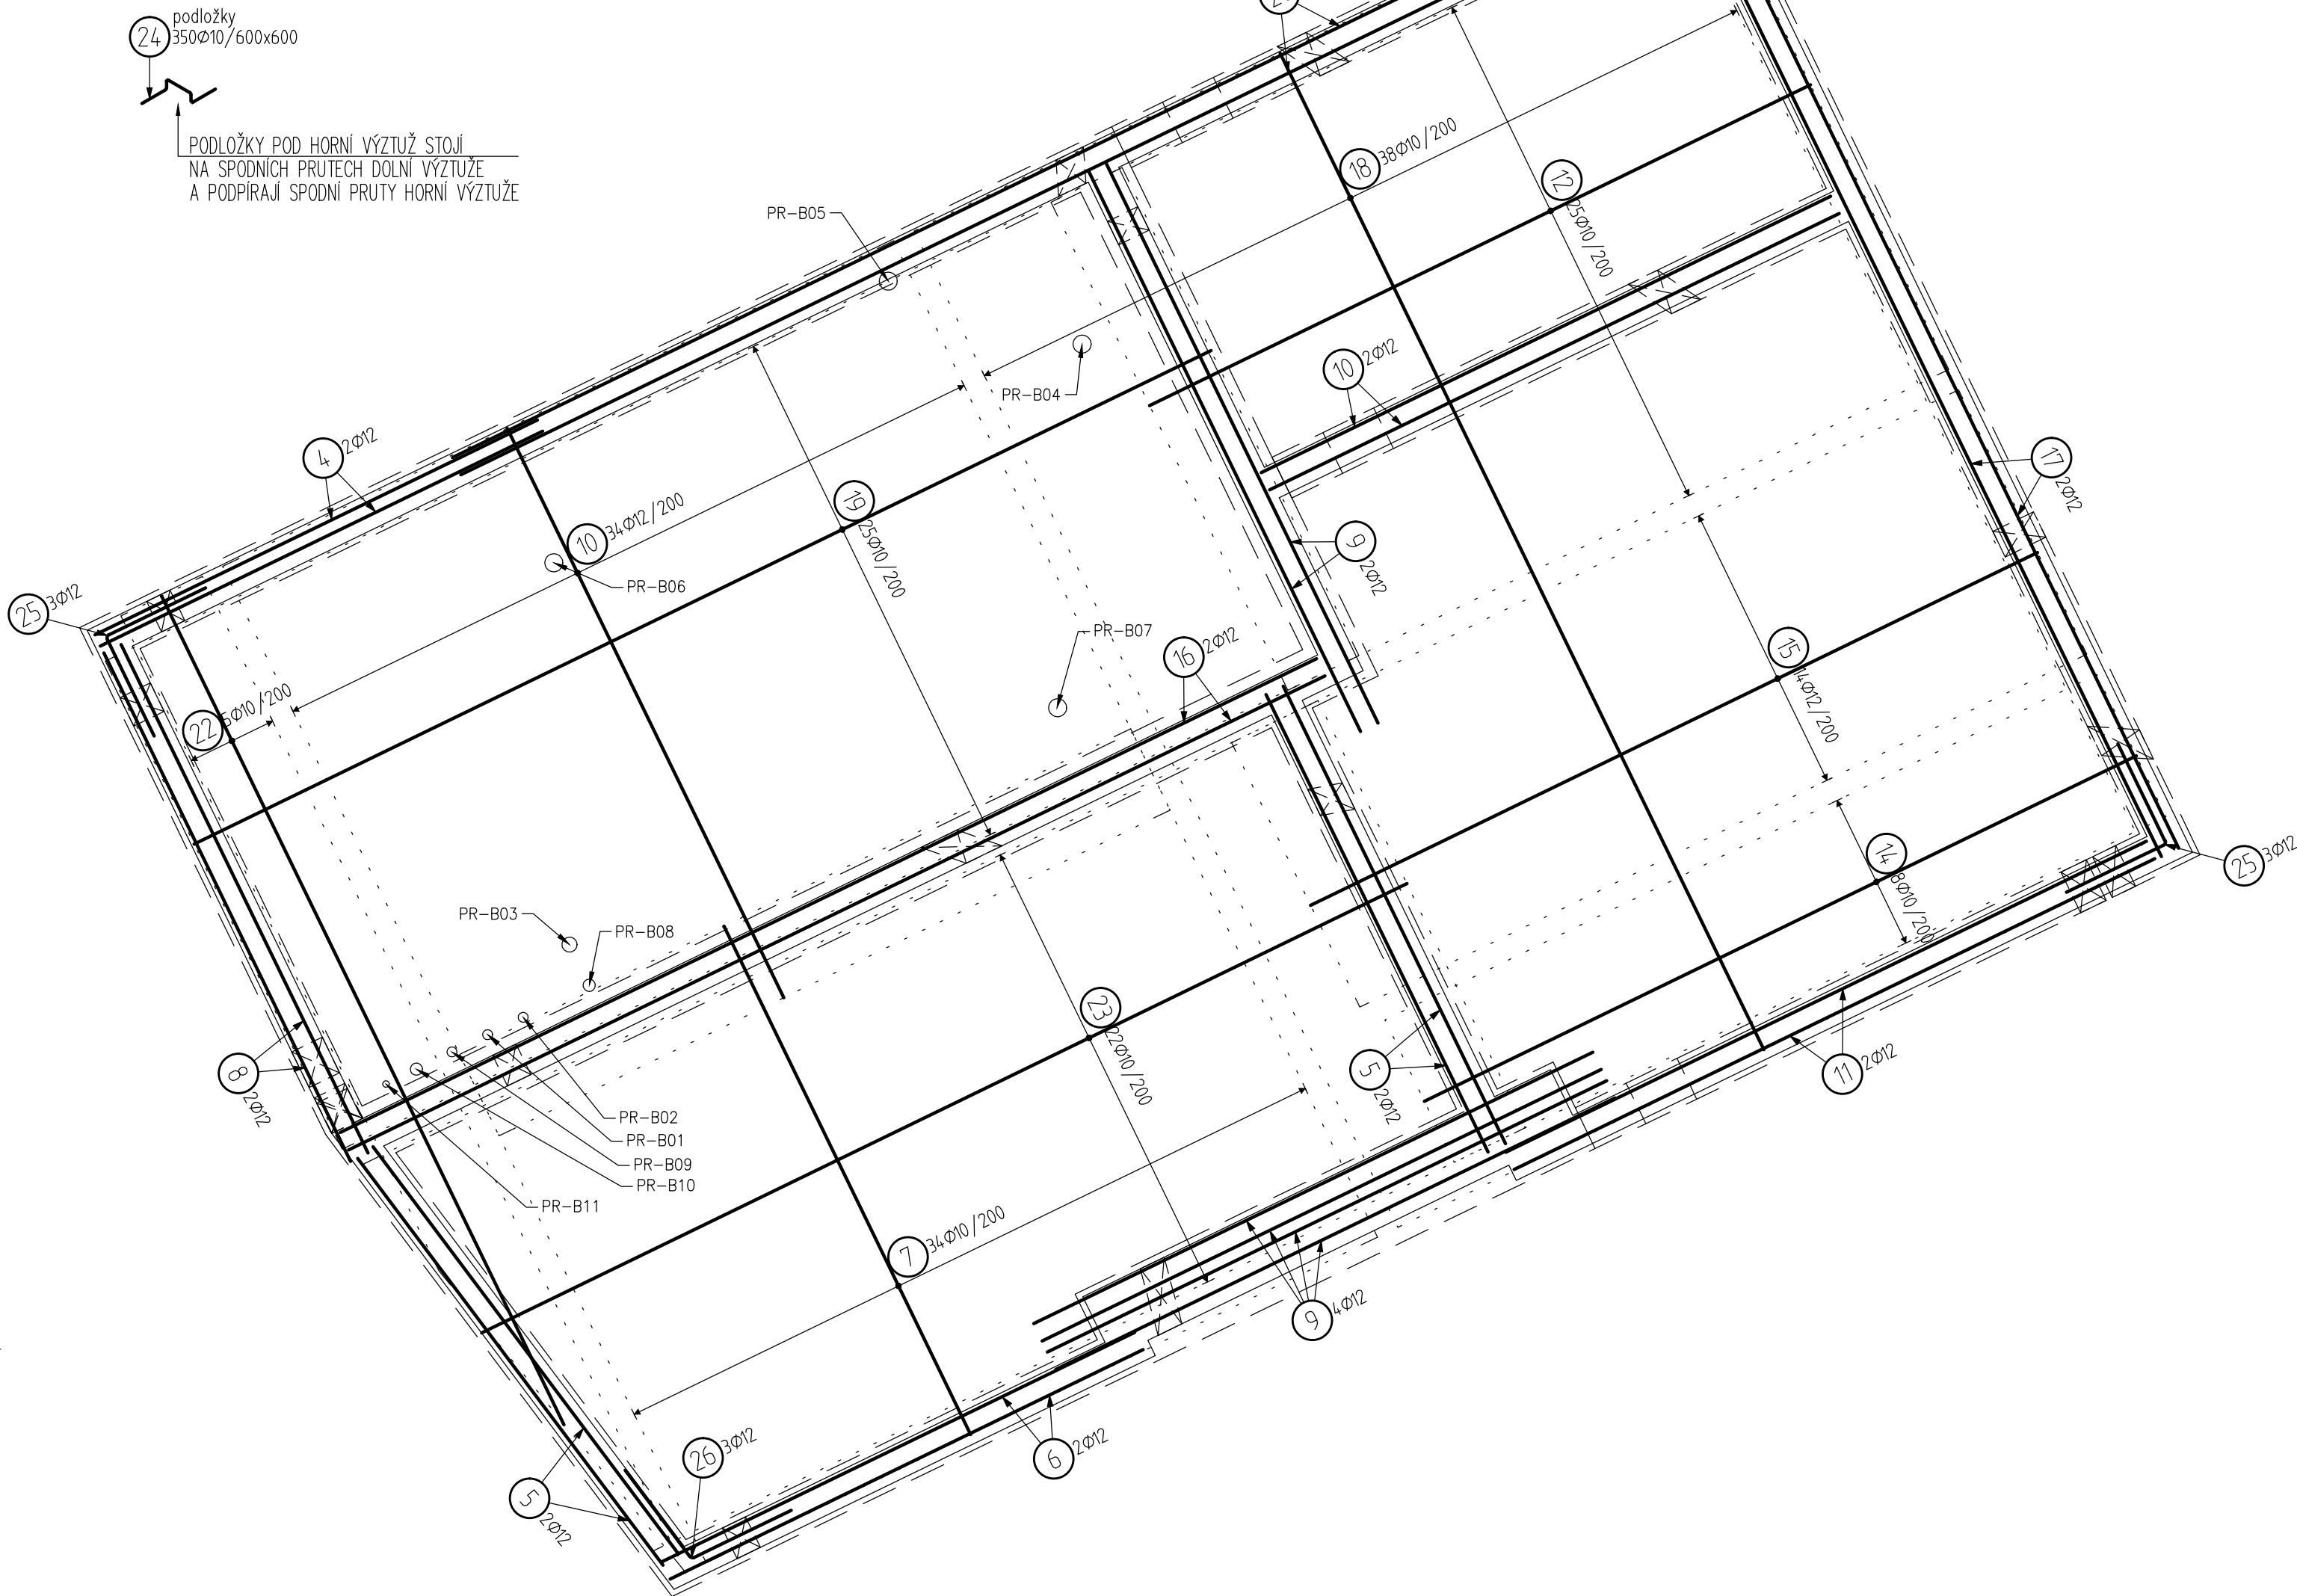 podložky
24 350Ø10/600x600
PODLOŽKY POD HORNÍ VÝZTUŽ STOJÍ
NA SPODNÍCH PRUTECH DOLNÍ VÝZTUŽE
A PODPÍRAJÍ SPODNÍ PRUTY HORNÍ VÝZTUŽE
18 38Ø10/200
12 25Ø10/200
PR-B05
PR-B04
10 2Ø12
4 2Ø12
17 2Ø12
19 25Ø10/200
10 34Ø12/200
9 2Ø12
PR-B06
25 3Ø12
PR-B07
16 2Ø12
15 14Ø12/200
22 5Ø10/200
14 8Ø10/200
25 3Ø12
PR-B03
PR-B08
23 22Ø10/200
8 2Ø12
5 2Ø12
11 2Ø12
PR-B02
PR-B01
PR-B09
PR-B10
PR-B11
7 34Ø10/200
9 4Ø12
26 3Ø12
6 2Ø12
5 2Ø12